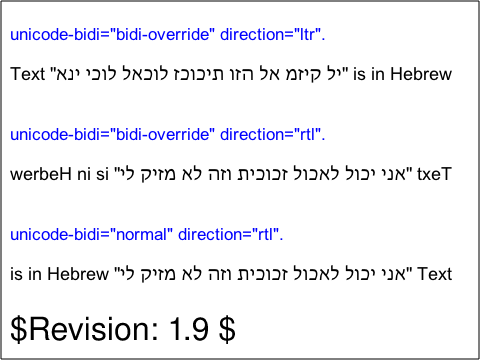 unicode-bidi="bidi-override" direction="ltr".
Text "יל קיזמ אל הזו תיכוכז לוכאל לוכי ינא" is in Hebrew
unicode-bidi="bidi-override" direction="rtl".
werbeH ni si "אני יכול לאכול זכוכית וזה לא מזיק לי" txeT
unicode-bidi="normal" direction="rtl".
is in Hebrew "אני יכול לאכול זכוכית וזה לא מזיק לי" Text
$Revision: 1.9 $